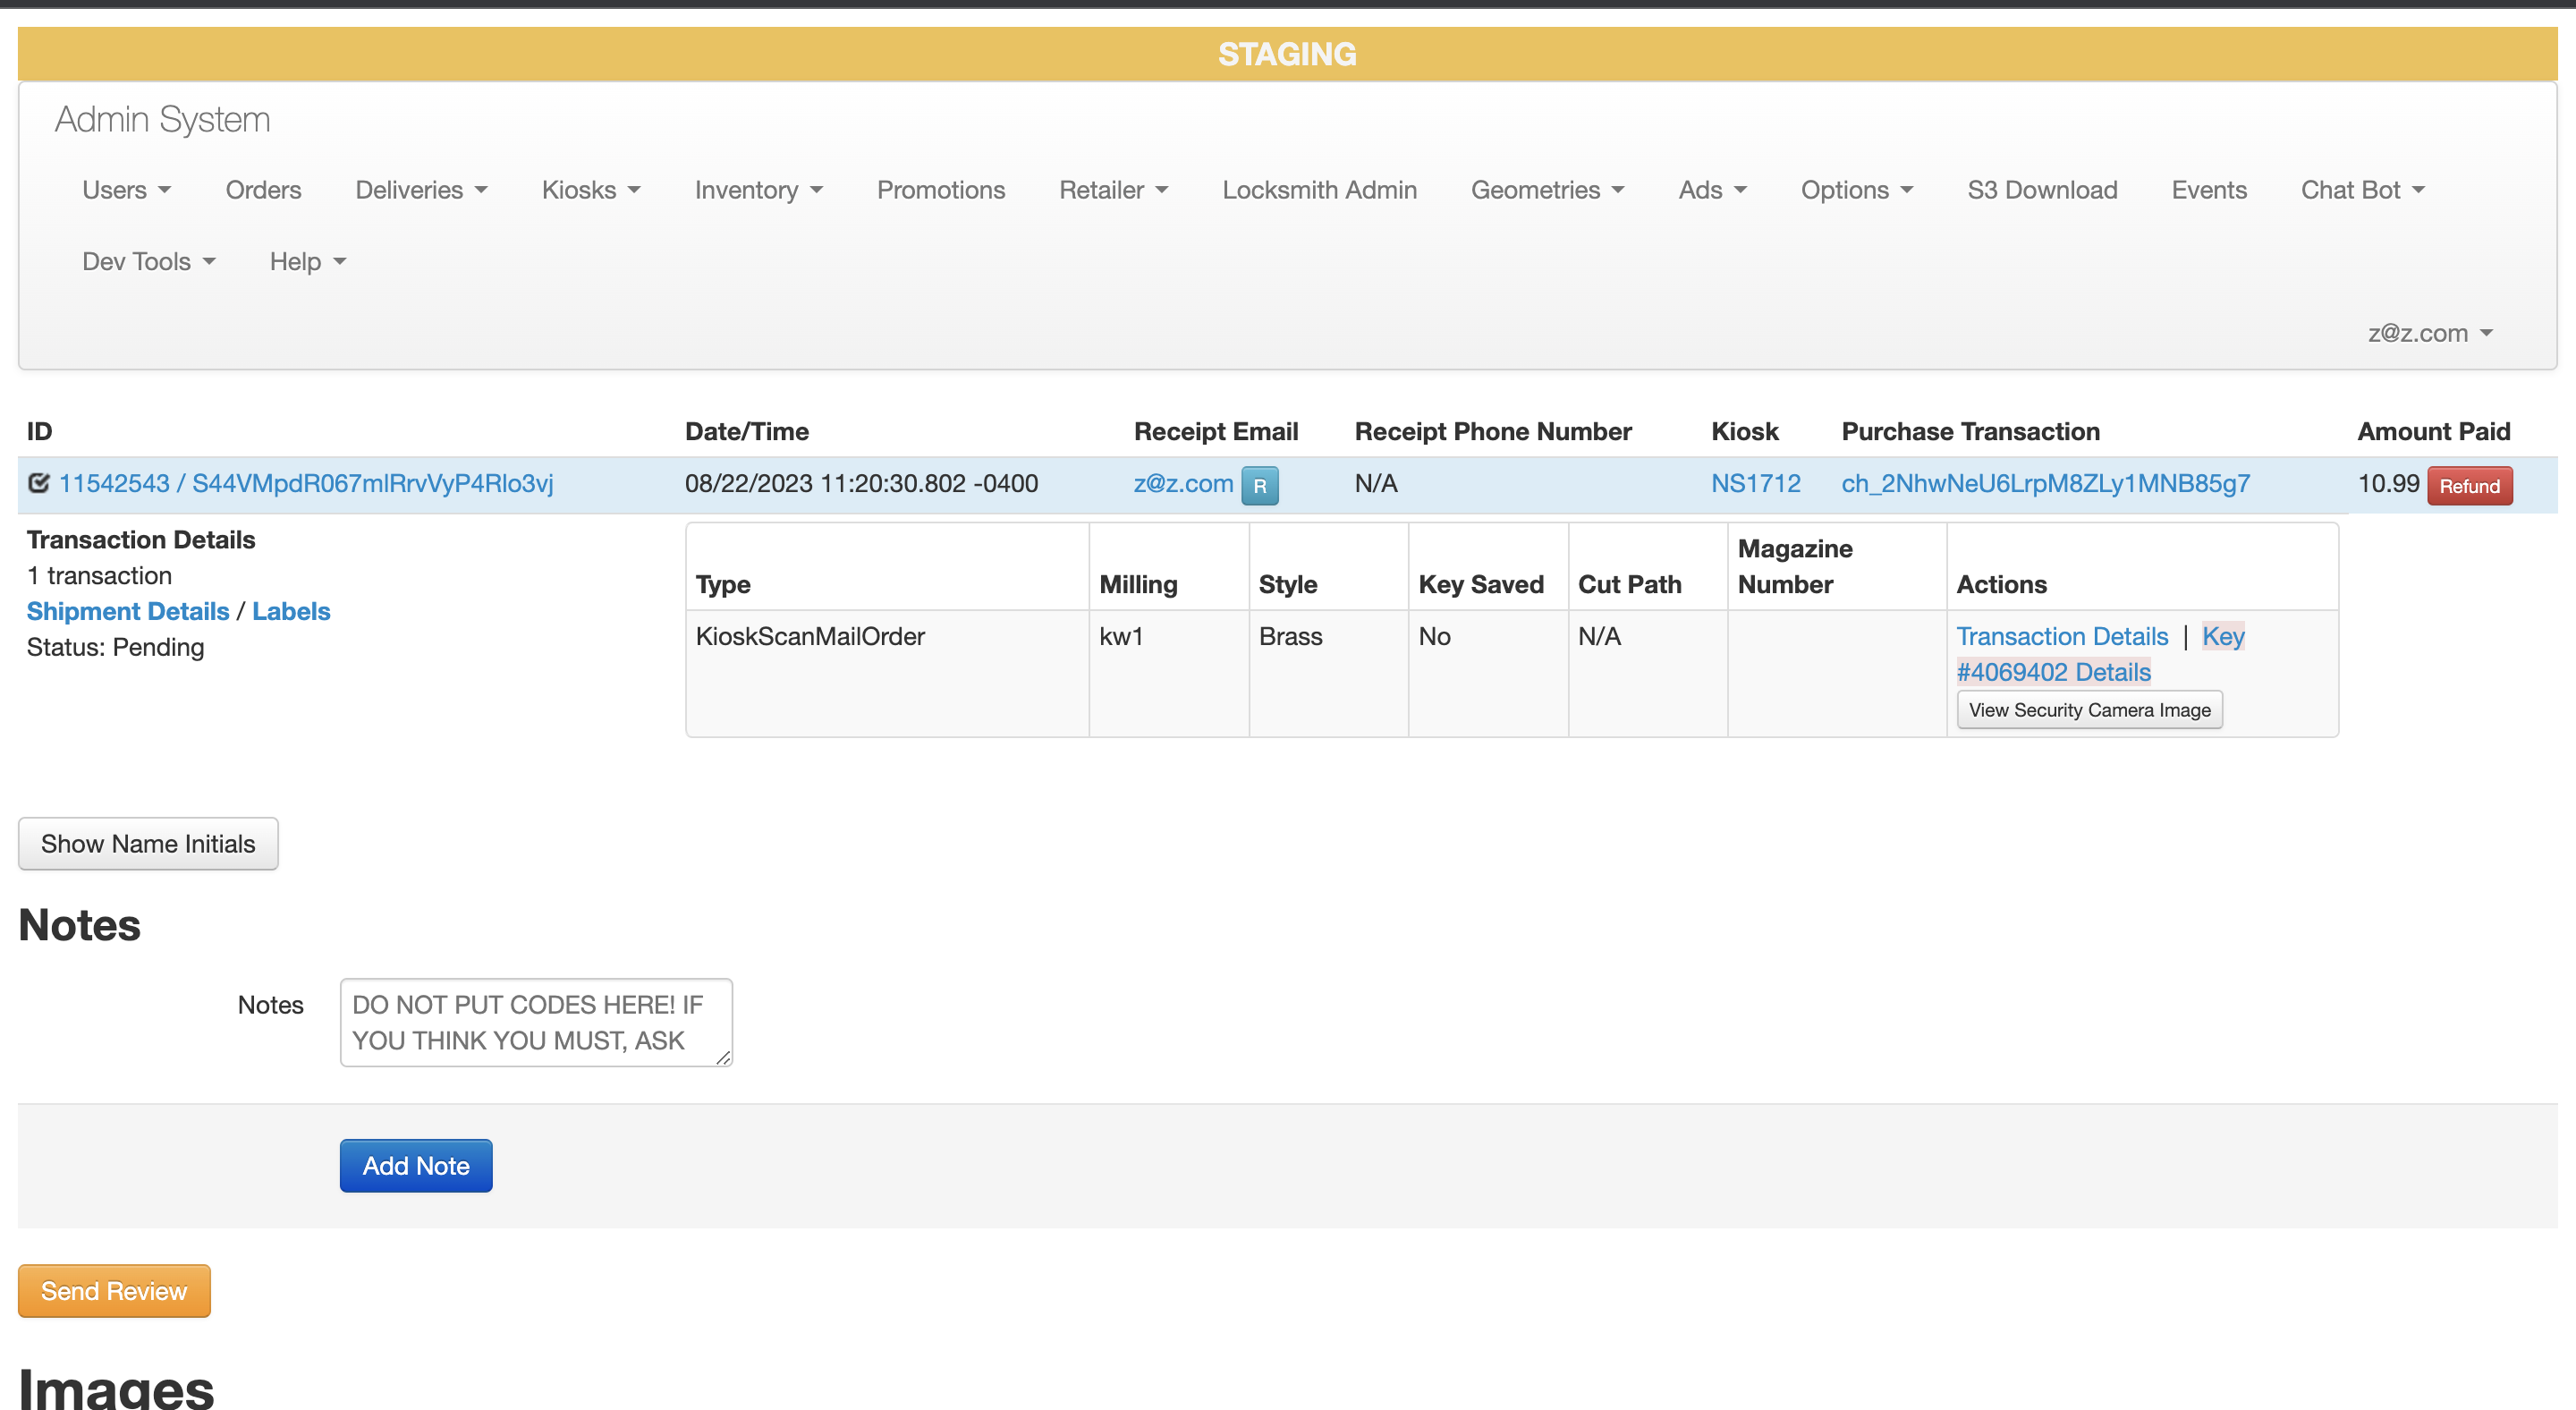 STAGING
Admin System
Users Orders Deliveries Kiosks Inventory Promotions Retailer Locksmith Admin Geometries Ads Options S3 Download Events Chat Bot
Dev Tools Help
z@z.com
ID Date/Time Receipt Email Receipt Phone Number Kiosk Purchase Transaction Amount Paid
11542543 / S44VMpdR067mlRrvVyP4Rlo3vj 08/22/2023 11:20:30.802 -0400 z@z.com R N/A NS1712 ch_2NhwNeU6LrpM8ZLy1MNB85g7 10.99 Refund
Transaction Details
1 transaction
Shipment Details / Labels
Status: Pending
Type Milling Style Key Saved Cut Path Magazine Number Actions
KioskScanMailOrder kw1 Brass No N/A Transaction Details | Key
#4069402 Details
View Security Camera Image
Show Name Initials
Notes
Notes DO NOT PUT CODES HERE! IF
YOU THINK YOU MUST, ASK
Add Note
Send Review
Images